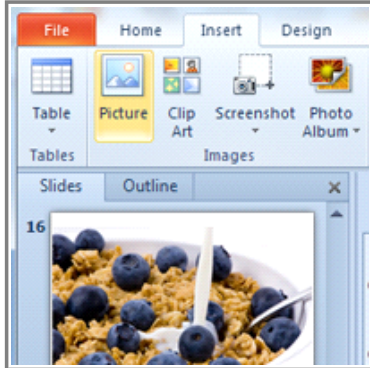 File Home Insert Design
Table Picture Clip Art Screenshot Photo Album
Tables Images
Slides Outline
16